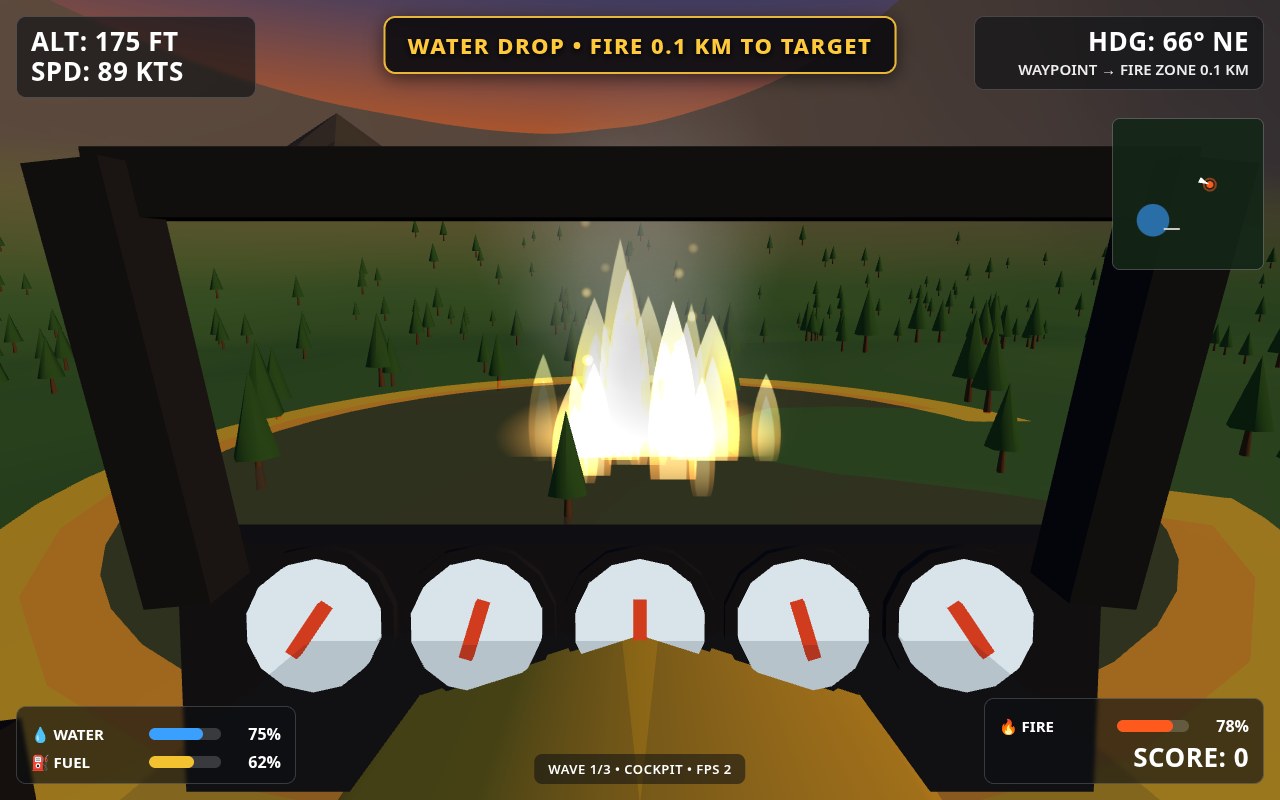 ALT: 175 FT
SPD: 89 KTS
WATER DROP • FIRE 0.1 KM TO TARGET
HDG: 66° NE
WAYPOINT → FIRE ZONE 0.1 KM
💧 WATER 75%
⛽ FUEL 62%
WAVE 1/3 • COCKPIT • FPS 2
🔥 FIRE 78%
SCORE: 0